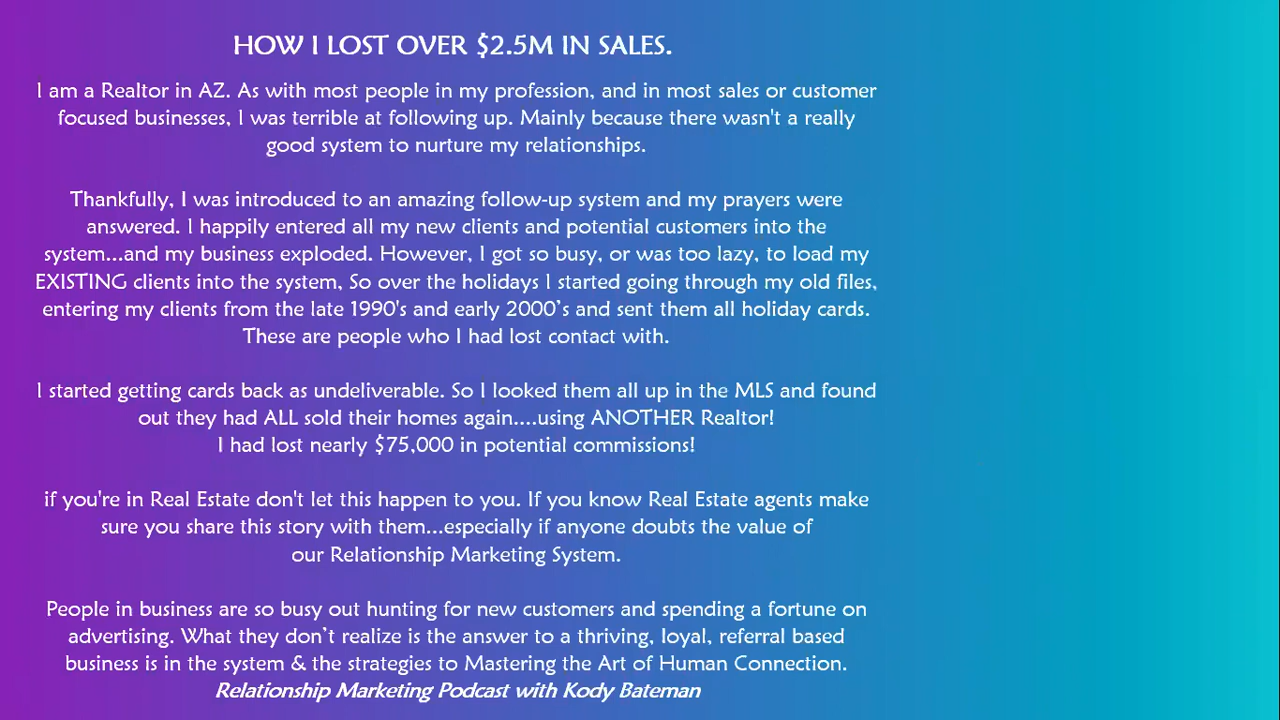 HOW I LOST OVER $2.5M IN SALES.
I am a Realtor in AZ. As with most people in my profession, and in most sales or customer
focused businesses, I was terrible at following up. Mainly because there wasn't a really
good system to nurture my relationships.
Thankfully, I was introduced to an amazing follow-up system and my prayers were
answered. I happily entered all my new clients and potential customers into the
system...and my business exploded. However, I got so busy, or was too lazy, to load my
EXISTING clients into the system, So over the holidays I started going through my old files,
entering my clients from the late 1990's and early 2000's and sent them all holiday cards.
These are people who I had lost contact with.
I started getting cards back as undeliverable. So I looked them all up in the MLS and found
out they had ALL sold their homes again....using ANOTHER Realtor!
I had lost nearly $75,000 in potential commissions!
if you're in Real Estate don't let this happen to you. If you know Real Estate agents make
sure you share this story with them...especially if anyone doubts the value of
our Relationship Marketing System.
People in business are so busy out hunting for new customers and spending a fortune on
advertising. What they don't realize is the answer to a thriving, loyal, referral based
business is in the system & the strategies to Mastering the Art of Human Connection.
Relationship Marketing Podcast with Kody Bateman